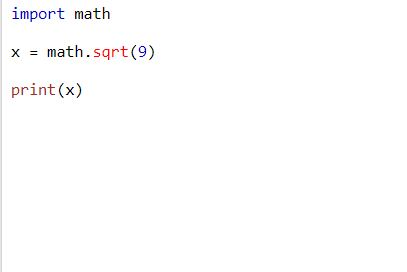 import math
x = math.sqrt(9)
print(x)